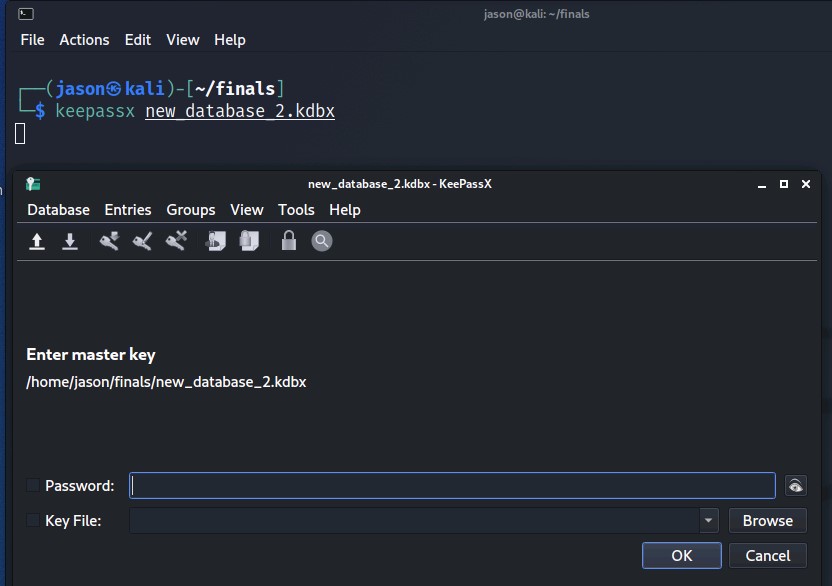 jason@kali: ~/finals
File Actions Edit View Help
┌──(jason㉿kali)-[~/finals]
└─$ keepassx new_database_2.kdbx
new_database_2.kdbx - KeePassX
Database Entries Groups View Tools Help
Enter master key
/home/jason/finals/new_database_2.kdbx
Password:
Key File: Browse
OK Cancel